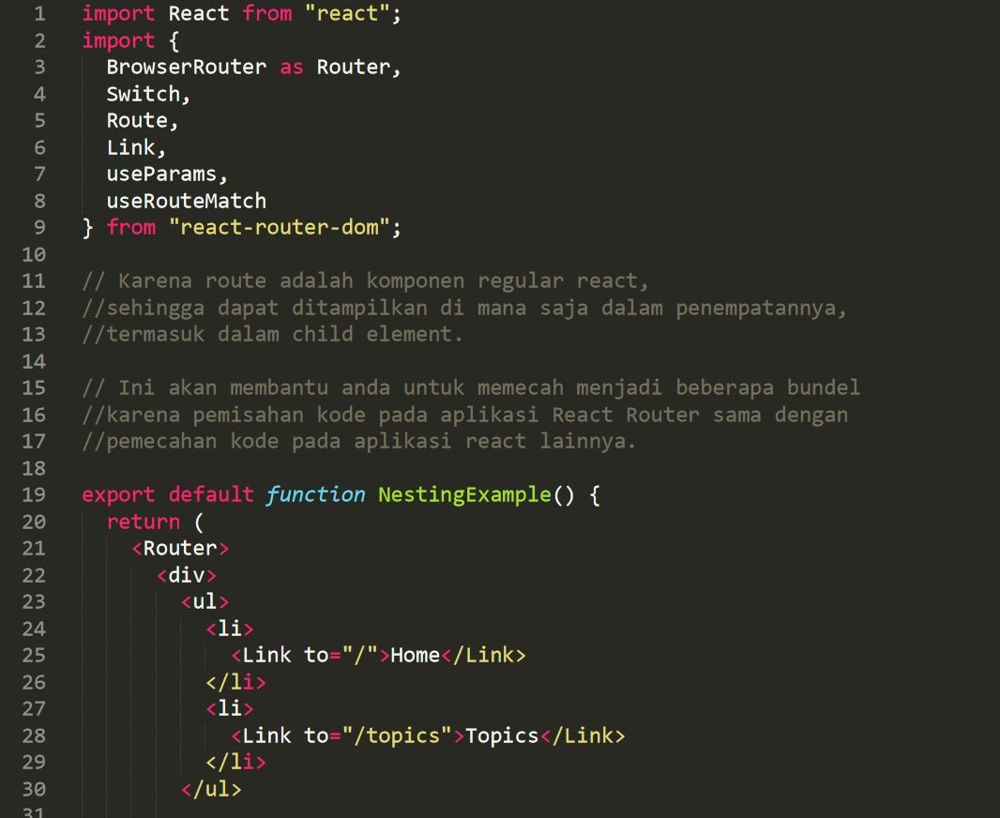 1 import React from "react";
2 import {
3   BrowserRouter as Router,
4   Switch,
5   Route,
6   Link,
7   useParams,
8   useRouteMatch
9 } from "react-router-dom";
10
11 // Karena route adalah komponen regular react,
12 //sehingga dapat ditampilkan di mana saja dalam penempatannya,
13 //termasuk dalam child element.
14
15 // Ini akan membantu anda untuk memecah menjadi beberapa bundel
16 //karena pemisahan kode pada aplikasi React Router sama dengan
17 //pemecahan kode pada aplikasi react lainnya.
18
19 export default function NestingExample() {
20   return (
21     <Router>
22       <div>
23         <ul>
24           <li>
25             <Link to="/">Home</Link>
26           </li>
27           <li>
28             <Link to="/topics">Topics</Link>
29           </li>
30         </ul>
31